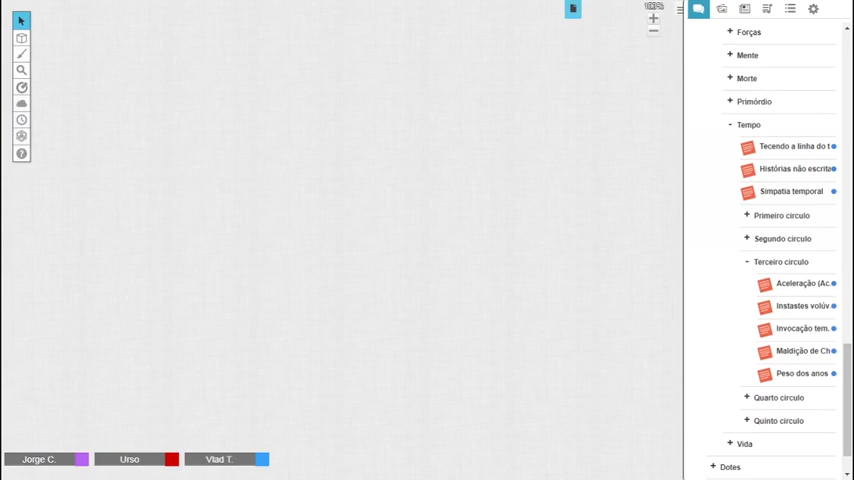 100%
Forças
Mente
Morte
Primórdio
Tempo
Tecendo a linha do t
Histórias não escrita
Simpatia temporal
Primeiro circulo
Segundo circulo
Terceiro circulo
Aceleração (Ac.
Instastes volúv.
Invocação tem.
Maldição de Ch
Peso dos anos
Quarto circulo
Quinto circulo
Vida
Dotes
Jorge C.
Urso
Vlad T.